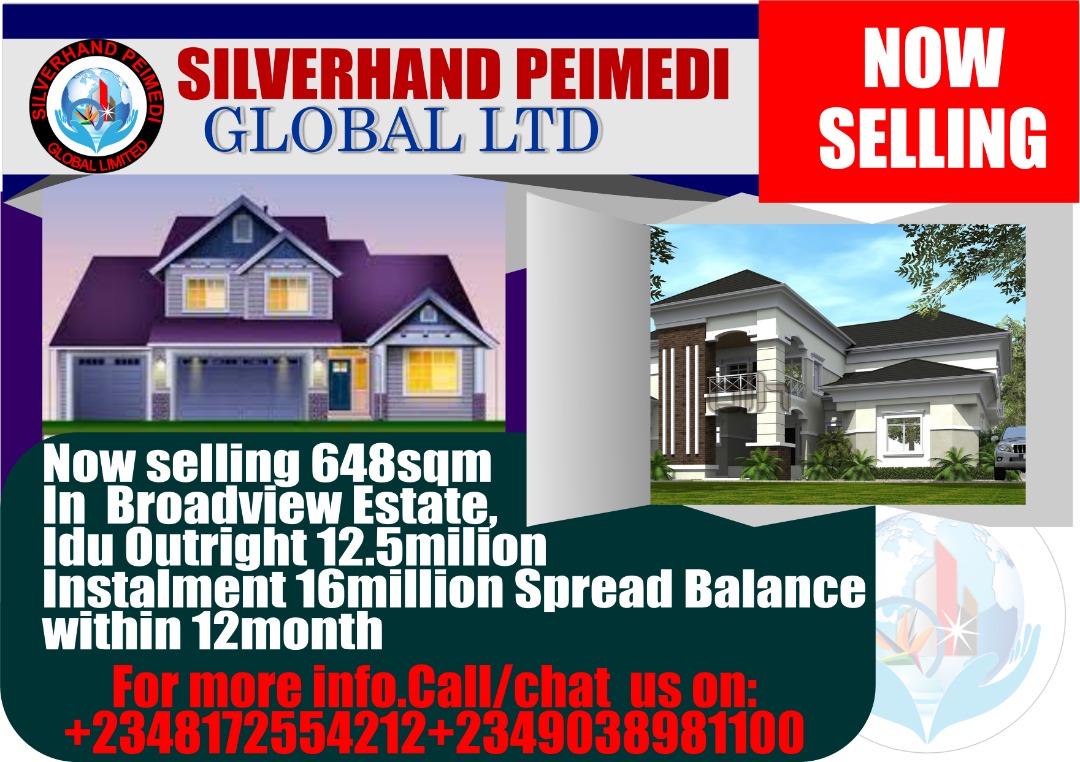 SILVERHAND PEIMEDI
GLOBAL LIMITED
SILVERHAND PEIMEDI
GLOBAL LTD
NOW
SELLING
Now selling 648sqm
In Broadview Estate,
Idu Outright 12.5milion
Instalment 16million Spread Balance
within 12month
For more info.Call/chat us on:
+2348172554212+2349038981100